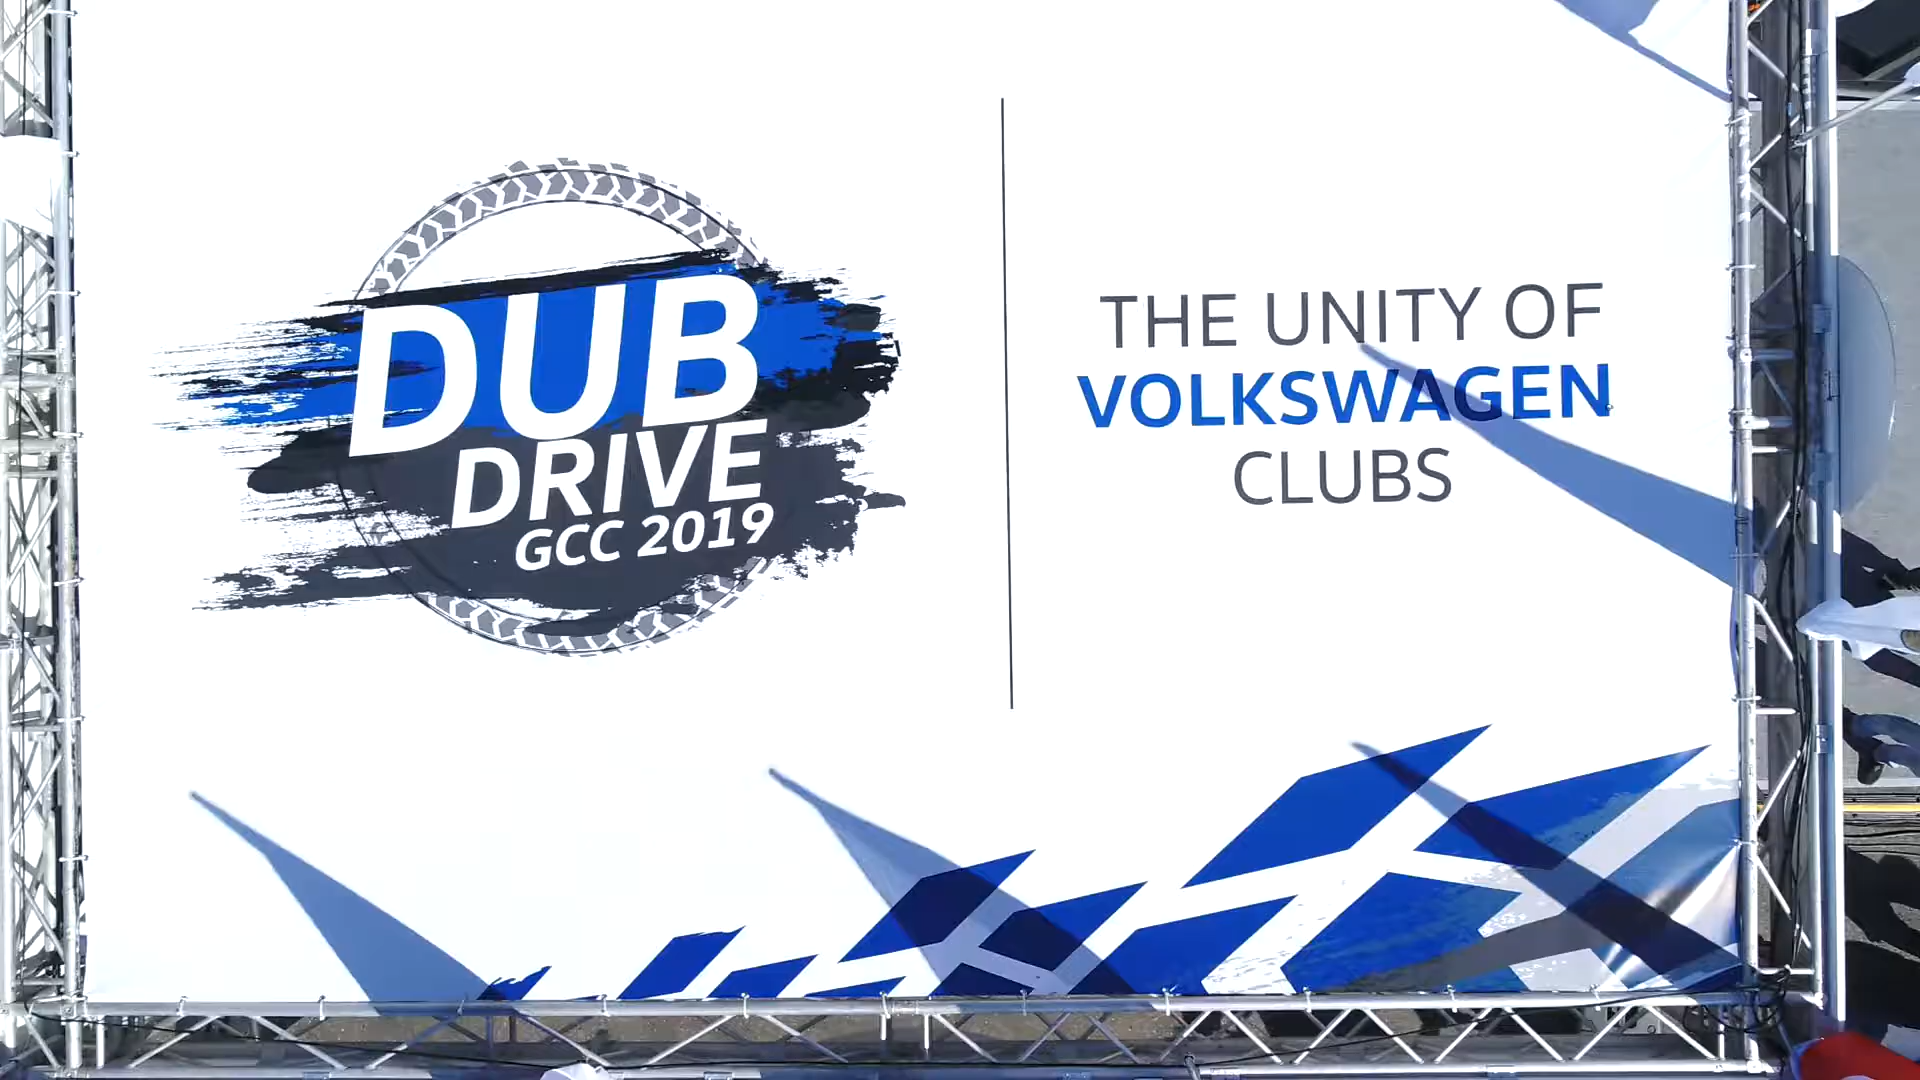 DUB
DRIVE
GCC 2019
THE UNITY OF
VOLKSWAGEN
CLUBS